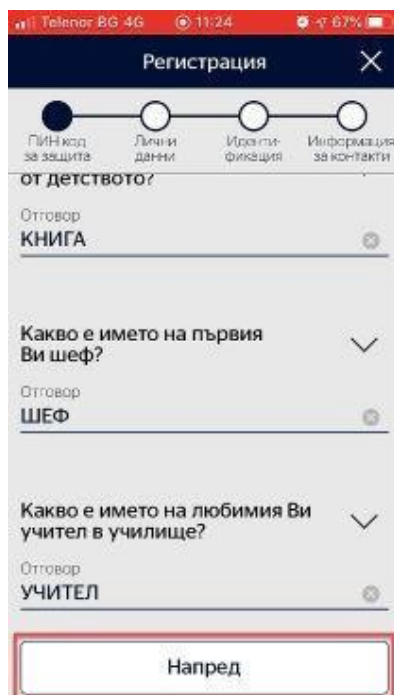 Telenor BG 4G 11:24 67%
Регистрация
ПИН код
за защита
Лични
данни
Иденти-
фикация
Информация
за контакти
от детството?
Отговор
КНИГА
Какво е името на първия
Ви шеф?
Отговор
ШЕФ
Какво е името на любимия Ви
учител в училище?
Отговор
УЧИТЕЛ
Напред